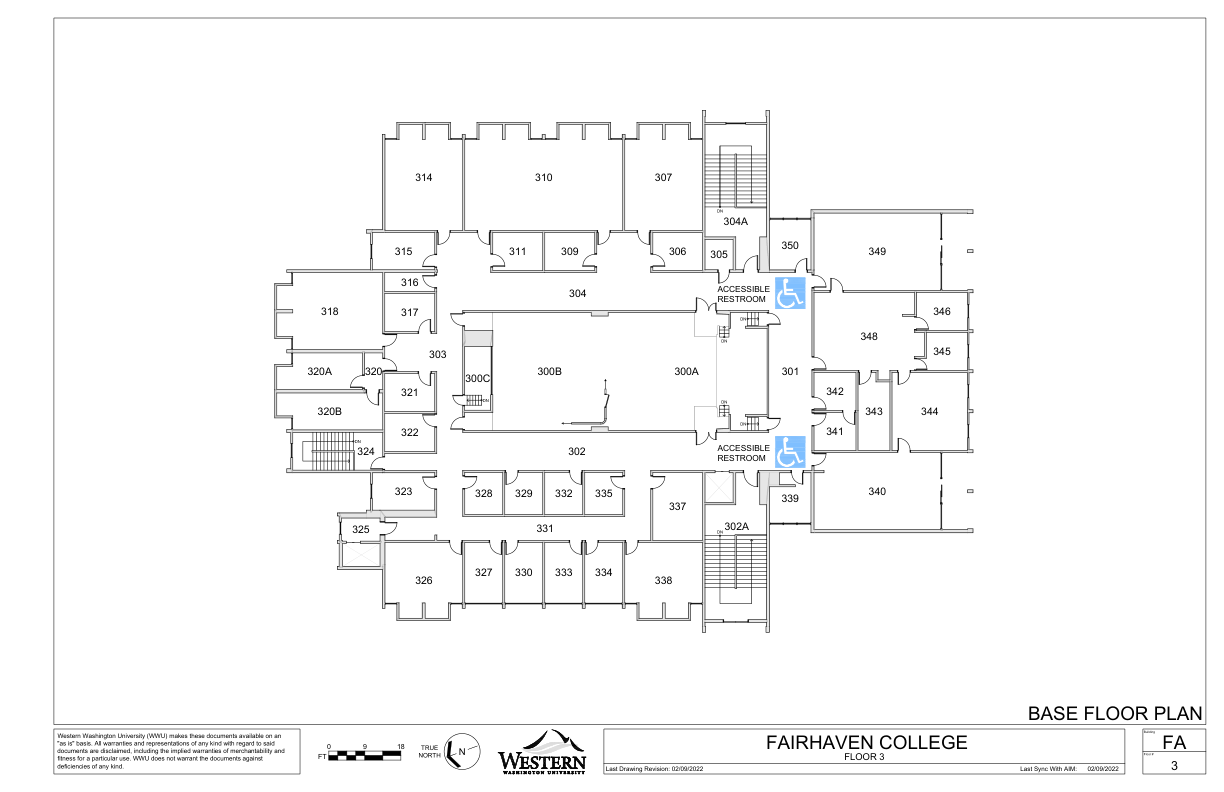 314
310
307
304A
DN
315
311
309
306
305
350
349
316
304
ACCESSIBLE
RESTROOM
318
317
DN
DN
346
348
345
303
320A
320
300C
300B
300A
301
321
342
320B
DN
DN
343
344
322
341
DN
324
DN
302
ACCESSIBLE
RESTROOM
323
328
329
332
335
337
339
340
325
331
302A
DN
326
327
330
333
334
338
BASE FLOOR PLAN
Western Washington University (WWU) makes these documents available on an
"as is" basis. All warranties and representations of any kind with regard to said
documents are disclaimed, including the implied warranties of merchantability and
fitness for a particular use. WWU does not warrant the documents against
deficiencies of any kind.
0 9 18
FT
TRUE
NORTH
N
WESTERN
WASHINGTON UNIVERSITY
FAIRHAVEN COLLEGE
FLOOR 3
Last Drawing Revision: 02/09/2022
Last Sync With AIM: 02/09/2022
Building
FA
Floor #
3